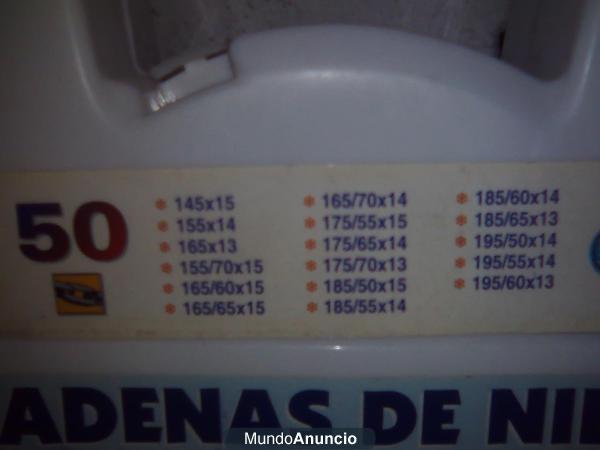 50
145x15
155x14
165x13
155/70x15
165/60x15
165/65x15
165/70x14
175/55x15
175/65x14
175/70x13
185/50x15
185/55x14
185/60x14
185/65x13
195/50x14
195/55x14
195/60x13
ADENAS DE NI
MundoAnuncio